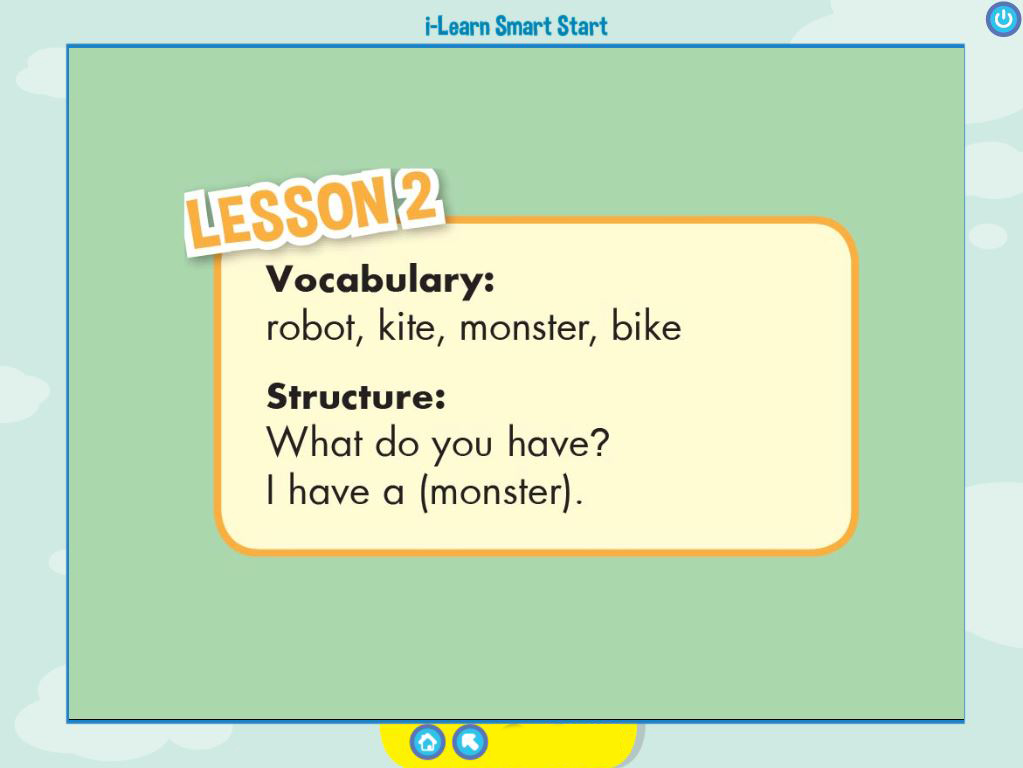 i-Learn Smart Start
LESSON 2
Vocabulary:
robot, kite, monster, bike
Structure:
What do you have?
I have a (monster).